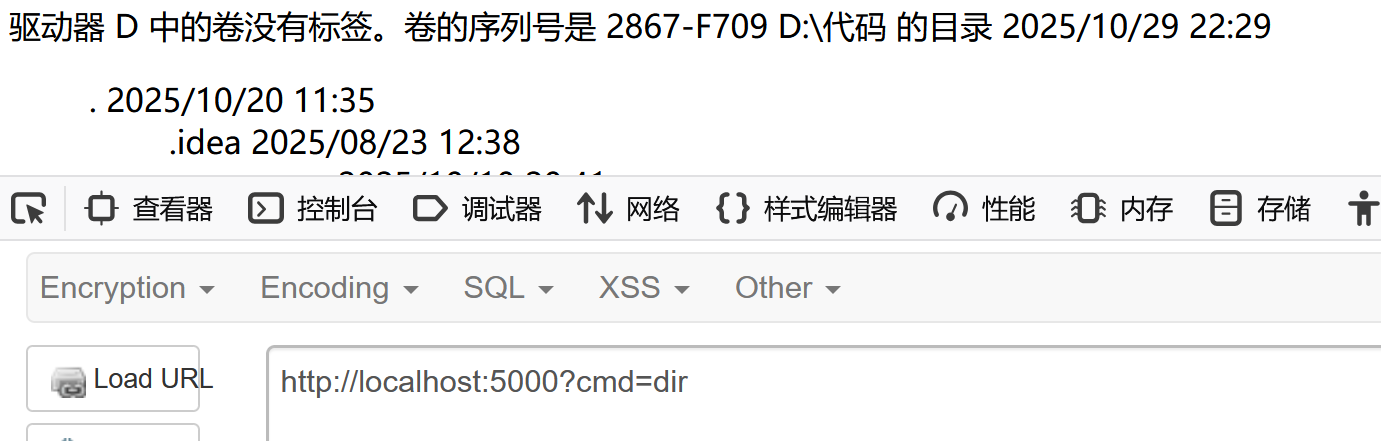 驱动器 D 中的卷没有标签。卷的序列号是 2867-F709 D:\代码 的目录 2025/10/29 22:29
. 2025/10/20 11:35
.idea 2025/08/23 12:38
查看器 控制台 调试器 网络 样式编辑器 性能 内存 存储
Encryption Encoding SQL XSS Other
Load URL
http://localhost:5000?cmd=dir